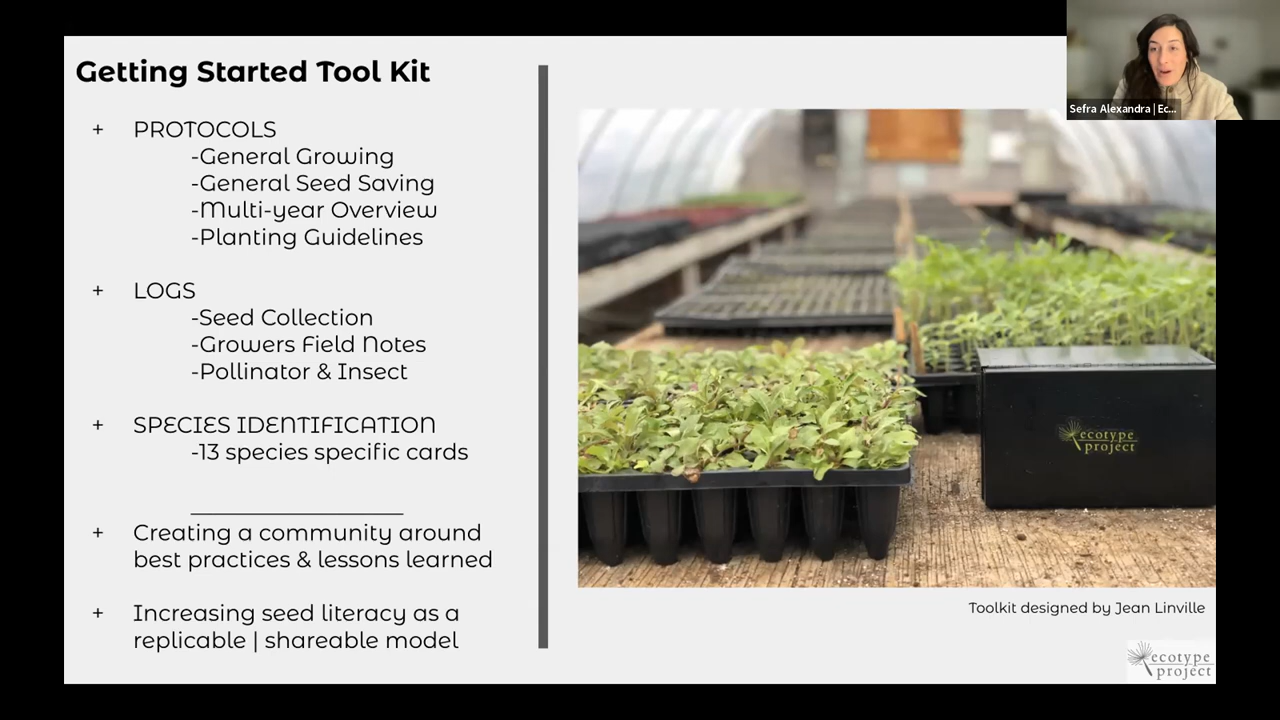 Getting Started Tool Kit
+ PROTOCOLS
-General Growing
-General Seed Saving
-Multi-year Overview
-Planting Guidelines
+ LOGS
-Seed Collection
-Growers Field Notes
-Pollinator & Insect
+ SPECIES IDENTIFICATION
-13 species specific cards
+ Creating a community around
best practices & lessons learned
+ Increasing seed literacy as a
replicable | shareable model
Sefra Alexandra | Ec...
ecotype
project
Toolkit designed by Jean Linville
ecotype
project